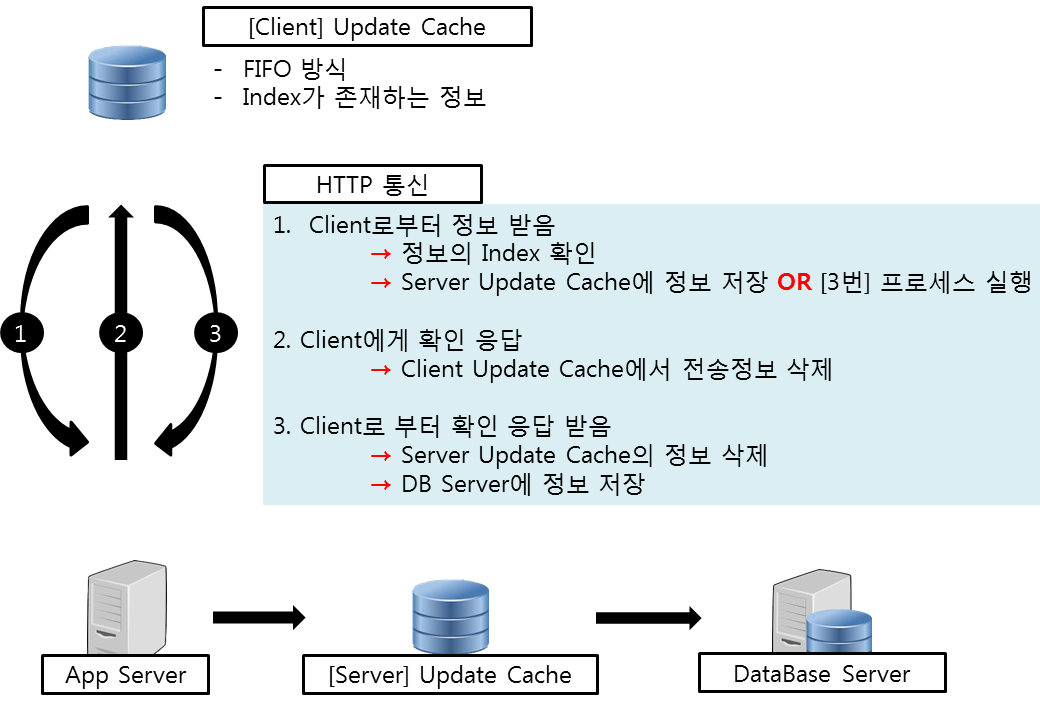 [Client] Update Cache
- FIFO 방식
- Index가 존재하는 정보
HTTP 통신
1. Client로부터 정보 받음
→ 정보의 Index 확인
→ Server Update Cache에 정보 저장 OR [3번] 프로세스 실행
2. Client에게 확인 응답
→ Client Update Cache에서 전송정보 삭제
3. Client로 부터 확인 응답 받음
→ Server Update Cache의 정보 삭제
→ DB Server에 정보 저장
1 2 3
App Server
[Server] Update Cache
DataBase Server